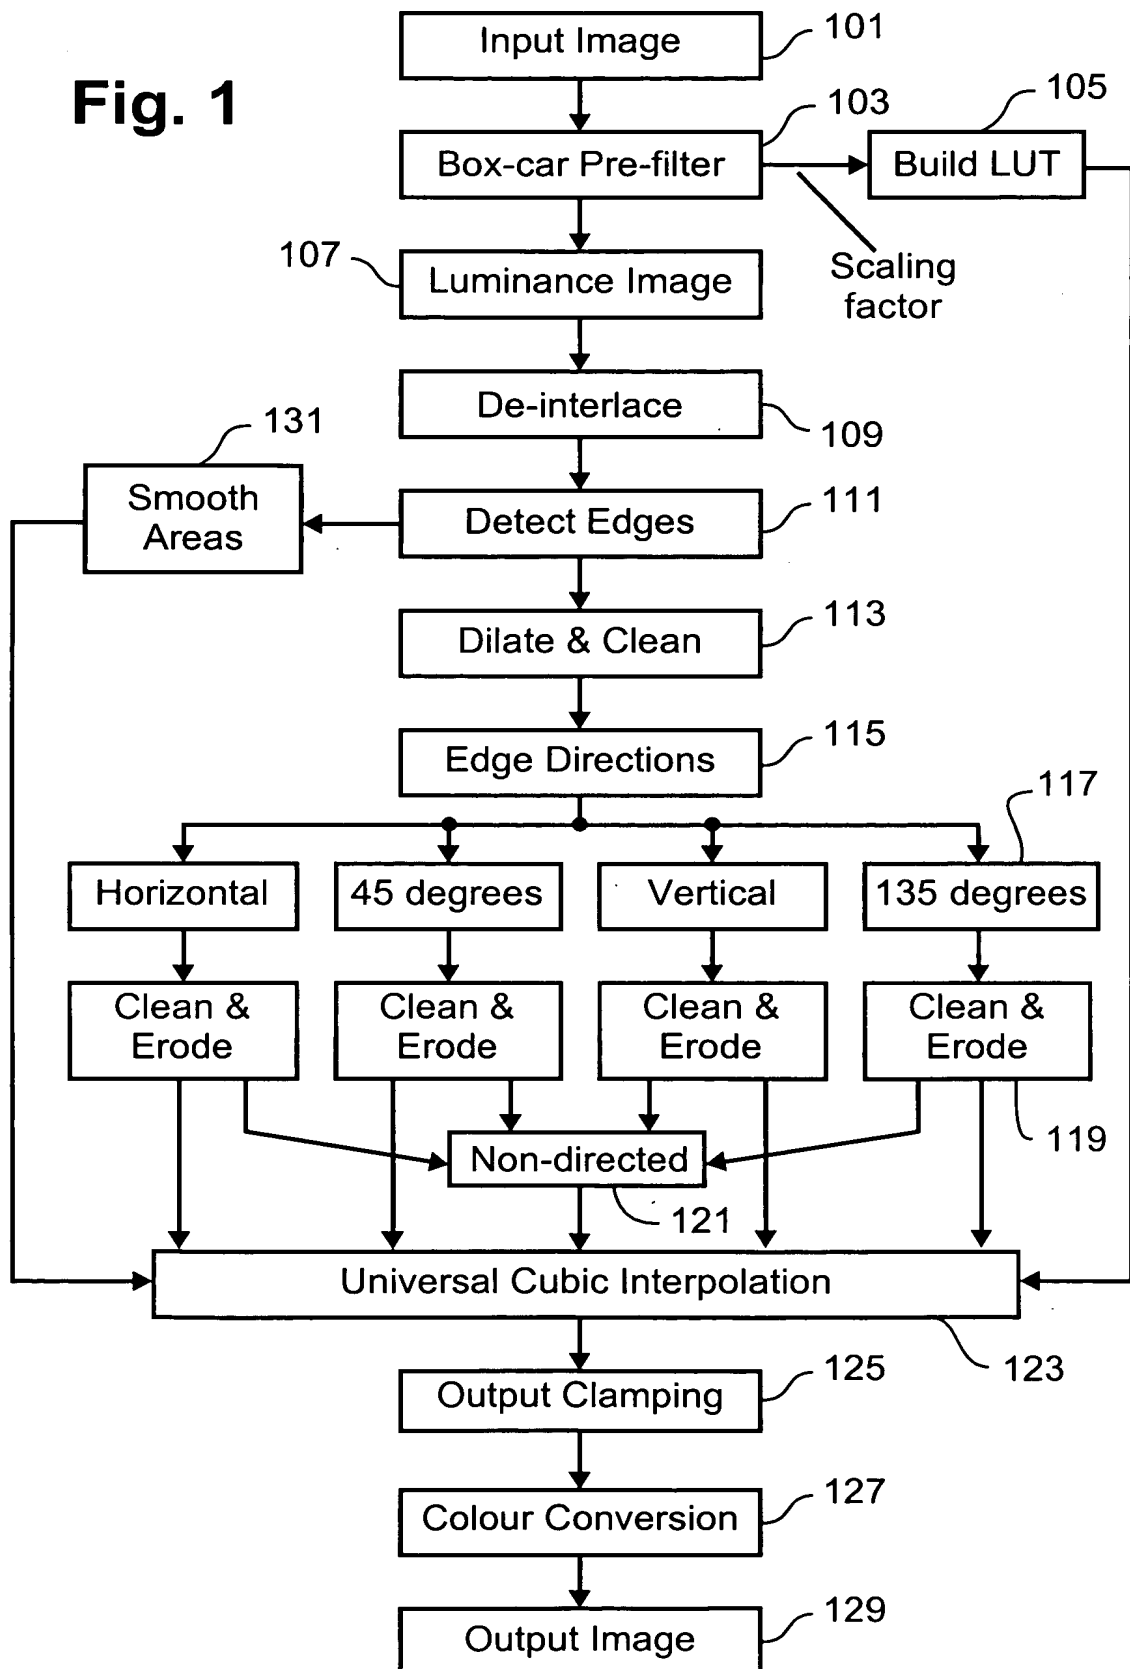 Fig. 1
Input Image
101
Box-car Pre-filter
103
Build LUT
105
Scaling
factor
107
Luminance Image
De-interlace
109
131
Smooth
Areas
Detect Edges
111
Dilate & Clean
113
Edge Directions
115
117
Horizontal
45 degrees
Vertical
135 degrees
Clean &
Erode
Clean &
Erode
Clean &
Erode
Clean &
Erode
119
Non-directed
121
Universal Cubic Interpolation
123
Output Clamping
125
Colour Conversion
127
Output Image
129